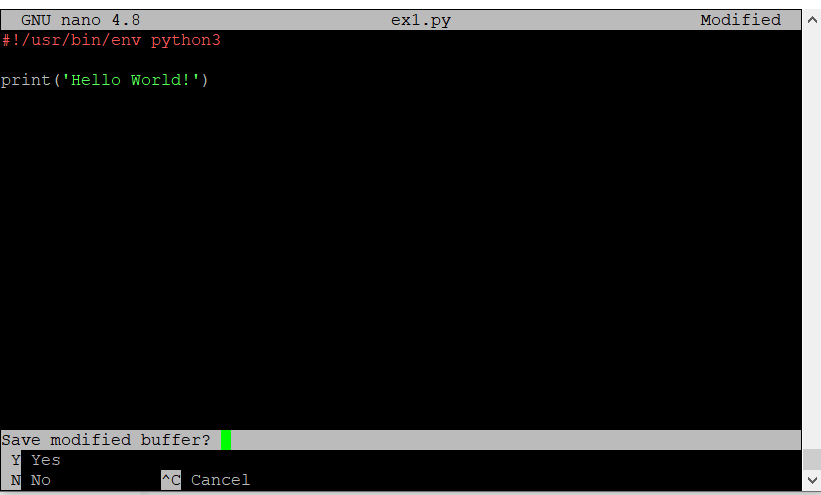 GNU nano 4.8 ex1.py Modified
#!/usr/bin/env python3
print('Hello World!')
Save modified buffer?
Y Yes
N No ^C Cancel